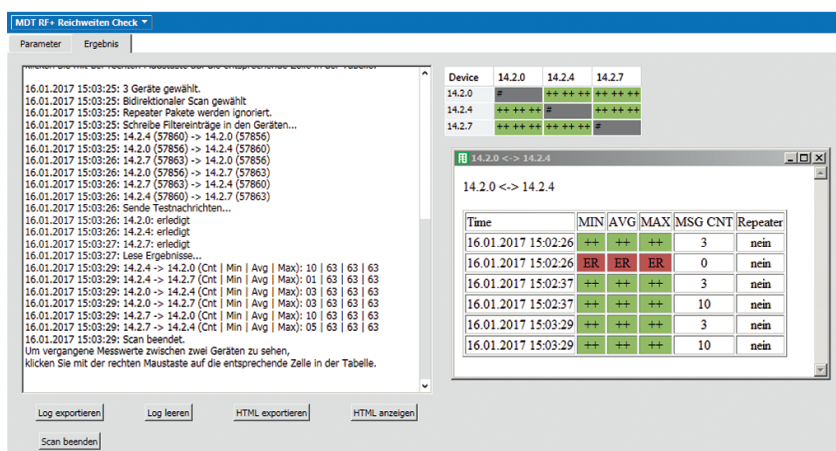 MDT RF+ Reichweiten Check
Parameter Ergebnis
klicken Sie mit der rechten Maustaste auf die entsprechende Zelle in der Tabelle.
16.01.2017 15:03:25: 3 Geräte gewählt.
16.01.2017 15:03:25: Bidirektionaler Scan gewählt
16.01.2017 15:03:25: Repeater Pakete werden ignoriert.
16.01.2017 15:03:25: Schreibe Filtereinträge in den Geräten...
16.01.2017 15:03:25: 14.2.4 (57860) -> 14.2.0 (57856)
16.01.2017 15:03:25: 14.2.0 (57856) -> 14.2.4 (57860)
16.01.2017 15:03:26: 14.2.7 (57863) -> 14.2.0 (57856)
16.01.2017 15:03:26: 14.2.0 (57856) -> 14.2.7 (57863)
16.01.2017 15:03:26: 14.2.7 (57863) -> 14.2.4 (57860)
16.01.2017 15:03:26: 14.2.4 (57860) -> 14.2.7 (57863)
16.01.2017 15:03:26: Sende Testnachrichten...
16.01.2017 15:03:26: 14.2.0: erledigt
16.01.2017 15:03:26: 14.2.4: erledigt
16.01.2017 15:03:27: 14.2.7: erledigt
16.01.2017 15:03:27: Lese Ergebnisse...
16.01.2017 15:03:29: 14.2.4 -> 14.2.0 (Cnt | Min | Avg | Max): 10 | 63 | 63 | 63
16.01.2017 15:03:29: 14.2.4 -> 14.2.7 (Cnt | Min | Avg | Max): 01 | 63 | 63 | 63
16.01.2017 15:03:29: 14.2.0 -> 14.2.4 (Cnt | Min | Avg | Max): 03 | 63 | 63 | 63
16.01.2017 15:03:29: 14.2.0 -> 14.2.7 (Cnt | Min | Avg | Max): 03 | 63 | 63 | 63
16.01.2017 15:03:29: 14.2.7 -> 14.2.0 (Cnt | Min | Avg | Max): 10 | 63 | 63 | 63
16.01.2017 15:03:29: 14.2.7 -> 14.2.4 (Cnt | Min | Avg | Max): 05 | 63 | 63 | 63
16.01.2017 15:03:29: Scan beendet.
Um vergangene Messwerte zwischen zwei Geräten zu sehen,
klicken Sie mit der rechten Maustaste auf die entsprechende Zelle in der Tabelle.
Log exportieren Log leeren HTML exportieren HTML anzeigen
Scan beenden
Device 14.2.0 14.2.4 14.2.7
14.2.0 # ++ ++ ++ ++ ++ ++
14.2.4 ++ ++ ++ # ++ ++ ++
14.2.7 ++ ++ ++ ++ ++ ++ #
14.2.0 <-> 14.2.4
14.2.0 <-> 14.2.4
Time MIN AVG MAX MSG CNT Repeater
16.01.2017 15:02:26 ++ ++ ++ 3 nein
16.01.2017 15:02:26 ER ER ER 0 nein
16.01.2017 15:02:37 ++ ++ ++ 3 nein
16.01.2017 15:02:37 ++ ++ ++ 10 nein
16.01.2017 15:03:29 ++ ++ ++ 3 nein
16.01.2017 15:03:29 ++ ++ ++ 10 nein